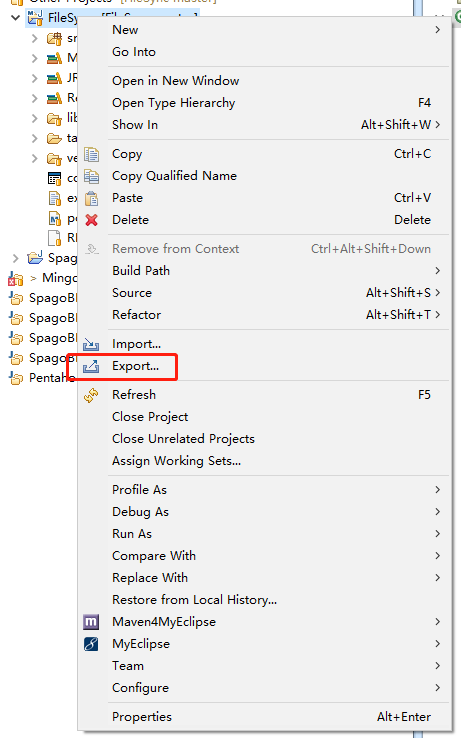 Other Projects [FileSync master]
FileSy
New
Go Into
sr
M
JR
Re
lib
ta
ve
co
ex
po
Open in New Window
Open Type Hierarchy F4
Show In Alt+Shift+W >
Copy Ctrl+C
Copy Qualified Name
Paste Ctrl+V
Delete Delete
Remove from Context Ctrl+Alt+Shift+Down
Spag
Build Path
> Mingo
Source Alt+Shift+S >
SpagoBI
Refactor Alt+Shift+T >
SpagoBI
Import...
SpagoBI
Export...
Pentaho
Refresh F5
Close Project
Close Unrelated Projects
Assign Working Sets...
Profile As
Debug As
Run As
Compare With
Replace With
Restore from Local History...
Maven4MyEclipse
MyEclipse
Team
Configure
Properties Alt+Enter